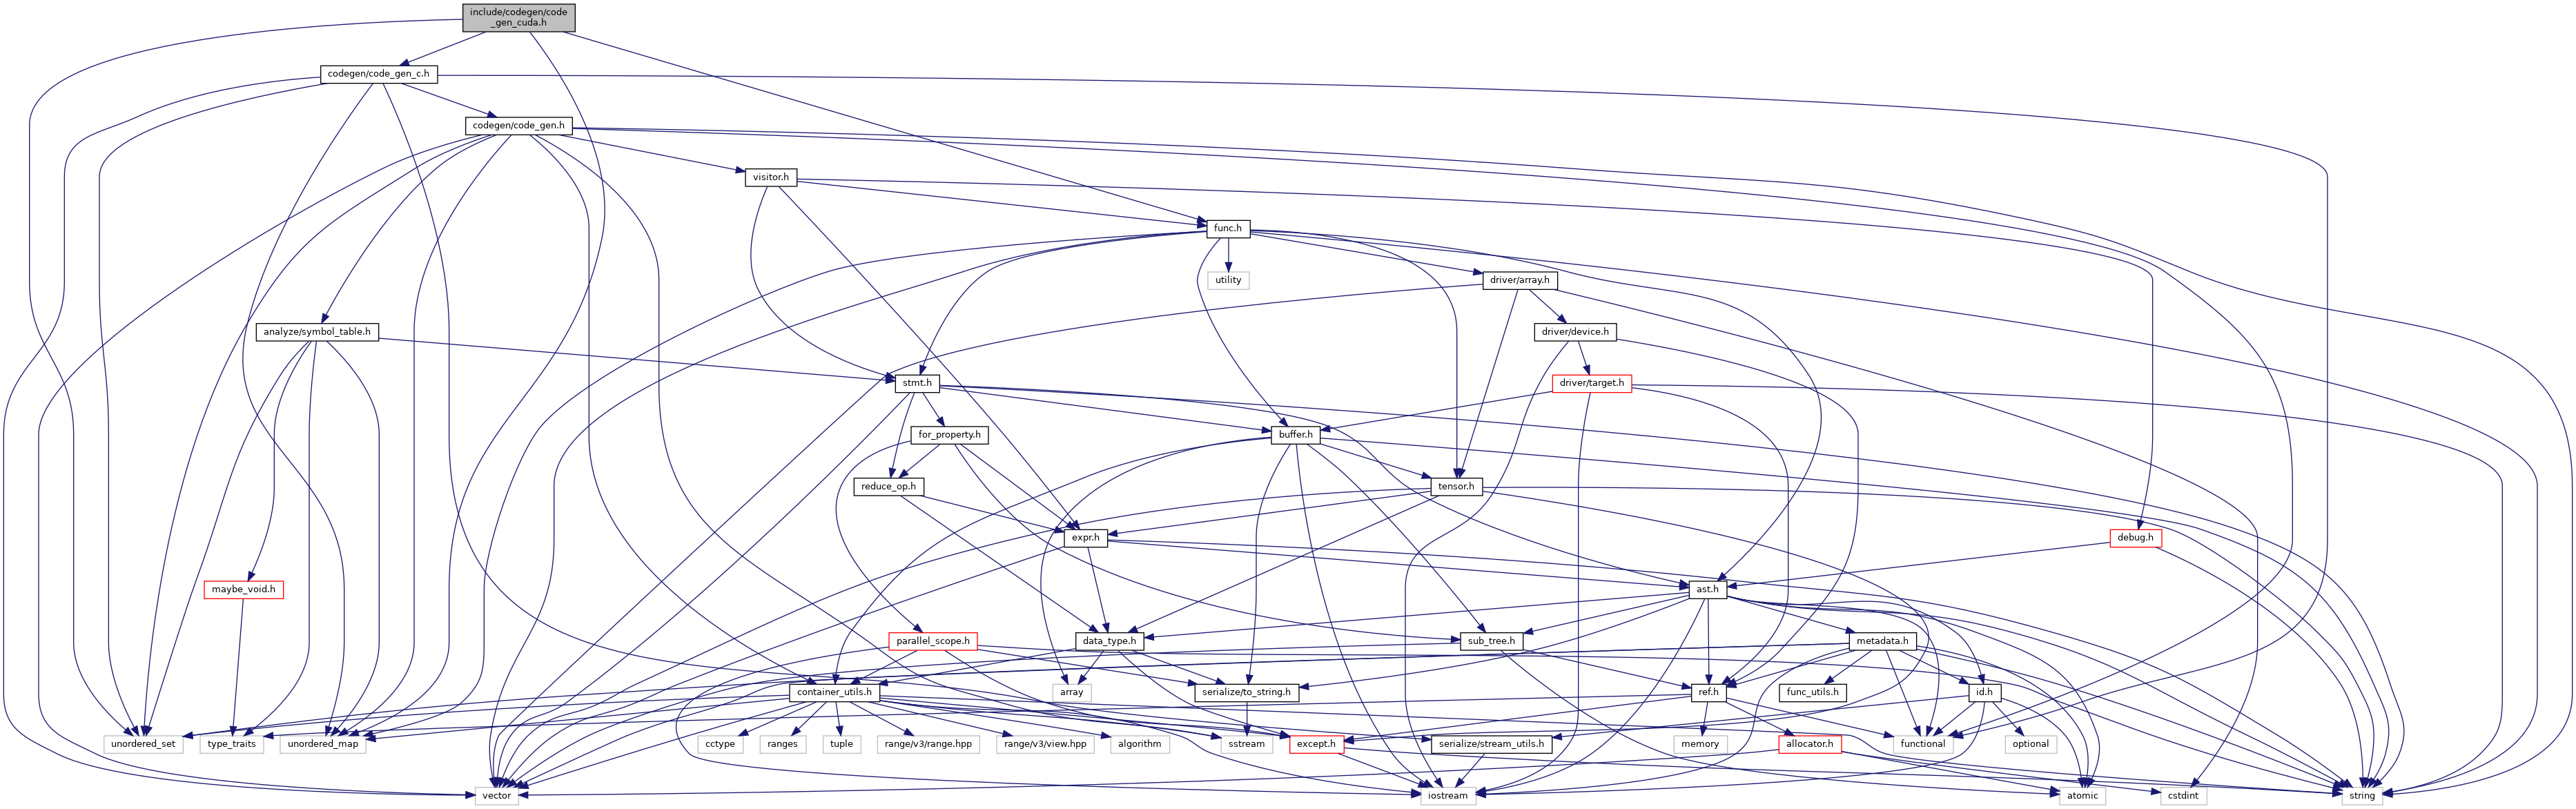 include/codegen/code
_gen_cuda.h
codegen/code_gen_c.h
codegen/code_gen.h
visitor.h
func.h
utility
driver/array.h
analyze/symbol_table.h
driver/device.h
stmt.h
driver/target.h
for_property.h
buffer.h
reduce_op.h
tensor.h
expr.h
debug.h
maybe_void.h
ast.h
parallel_scope.h
data_type.h
sub_tree.h
metadata.h
container_utils.h
array
serialize/to_string.h
ref.h
func_utils.h
id.h
unordered_set
type_traits
unordered_map
cctype
ranges
tuple
range/v3/range.hpp
range/v3/view.hpp
algorithm
sstream
except.h
serialize/stream_utils.h
memory
allocator.h
functional
optional
vector
iostream
atomic
cstdint
string